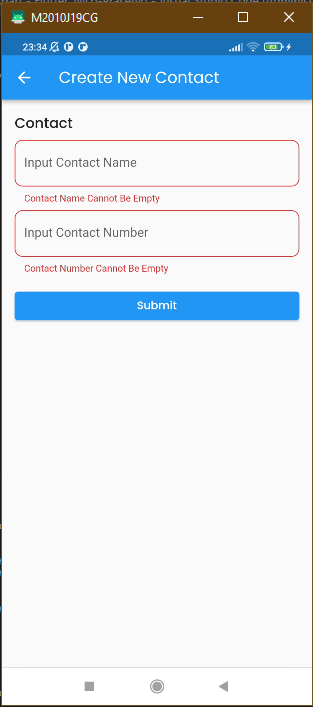 M2010J19CG
23:34
63
Create New Contact
Contact
Input Contact Name
Contact Name Cannot Be Empty
Input Contact Number
Contact Number Cannot Be Empty
Submit